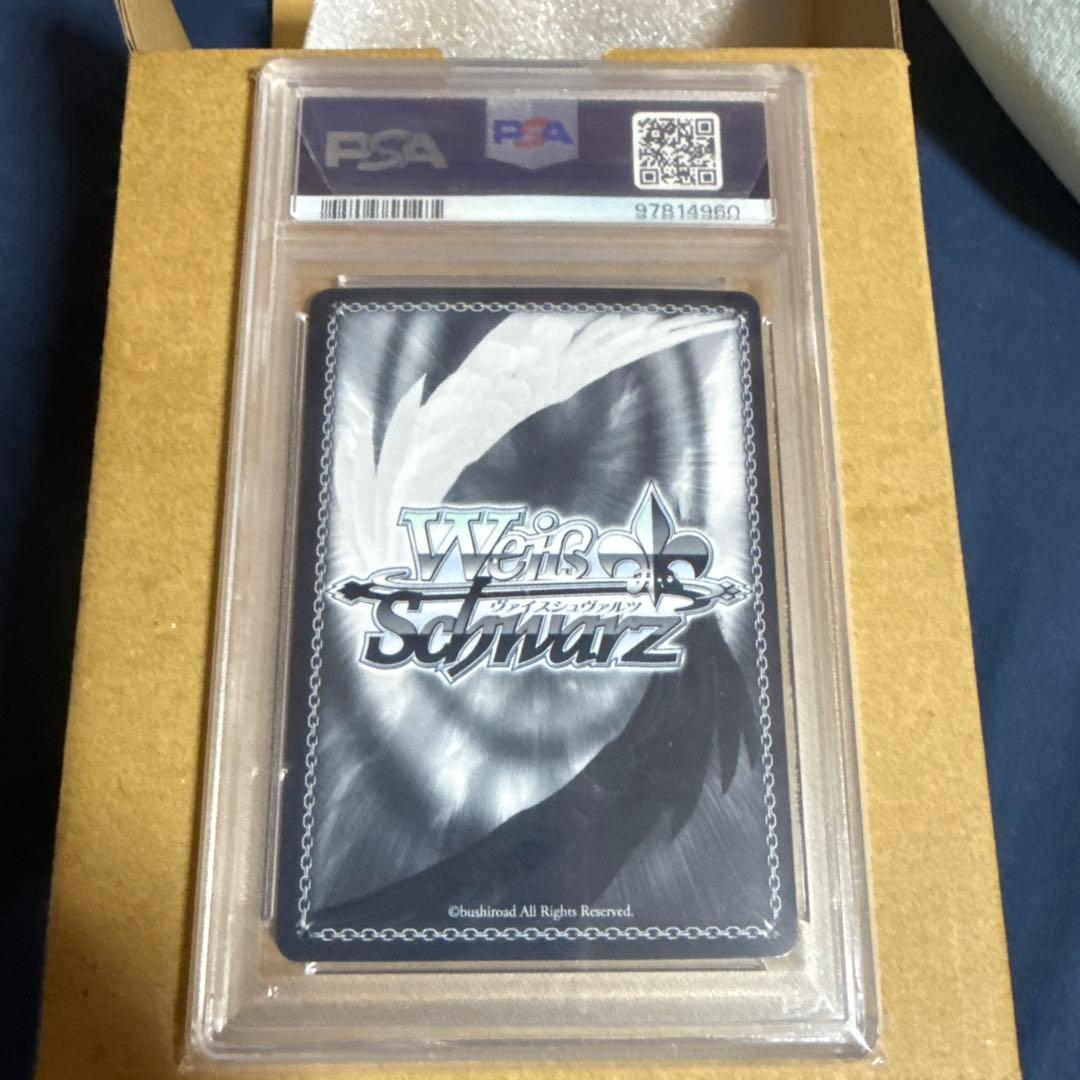 PSA
PSA
97814960
Weiß
ヴァイスシュヴァルツ
Schwarz
©bushiroad All Rights Reserved.